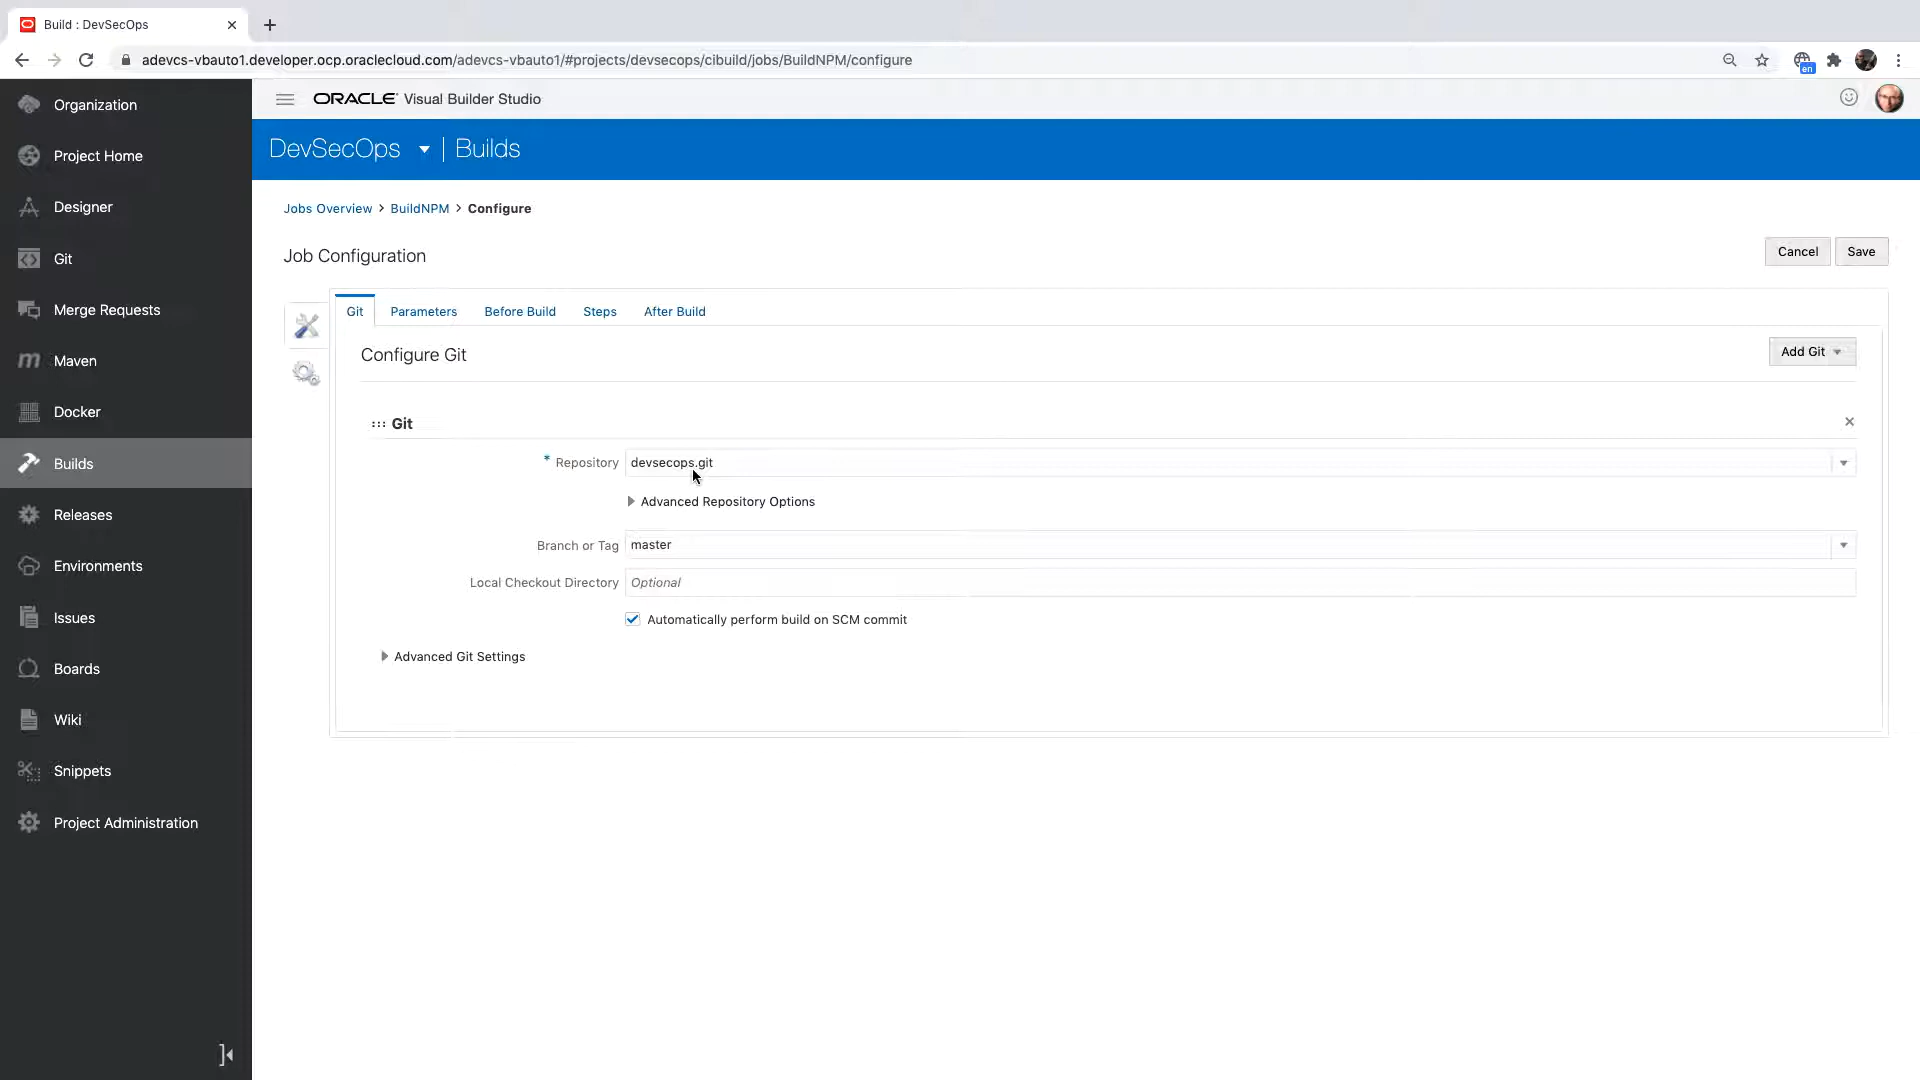 Build : DevSecOps
adevcs-vbauto1.developer.ocp.oraclecloud.com/adevcs-vbauto1/#projects/devsecops/cibuild/jobs/BuildNPM/configure
en
Organization
Project Home
Designer
Git
Merge Requests
Maven
Docker
Builds
Releases
Environments
Issues
Boards
Wiki
Snippets
Project Administration
ORACLE Visual Builder Studio
DevSecOps | Builds
Jobs Overview > BuildNPM > Configure
Job Configuration
Cancel Save
Git Parameters Before Build Steps After Build
Configure Git
Add Git
Git
* Repository devsecops.git
Advanced Repository Options
Branch or Tag master
Local Checkout Directory Optional
Automatically perform build on SCM commit
Advanced Git Settings